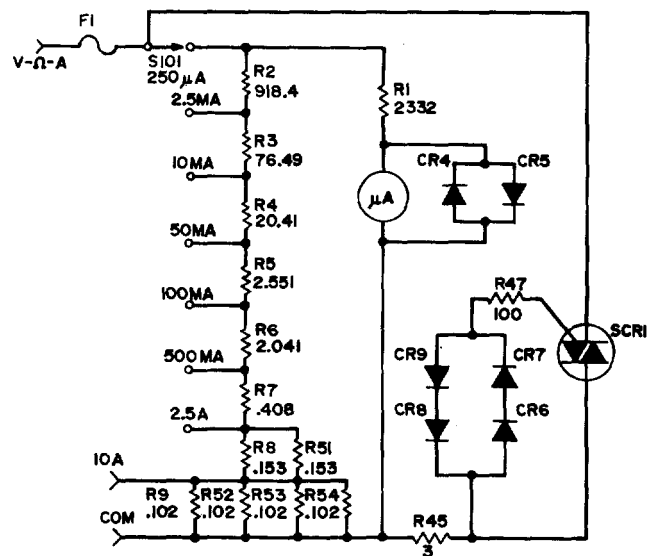 F1
V-Ω-A
S101
250μA
R2
918.4
R1
2332
2.5MA
R3
76.49
CR4
CR5
10MA
μA
R4
20.41
50MA
R5
2.551
R47
100
100MA
SCR1
R6
2.041
CR9
CR7
500MA
R7
.408
CR8
CR6
2.5A
R8
.153
R51
.153
10A
R9
.102
R52
.102
R53
.102
R54
.102
COM
R45
3